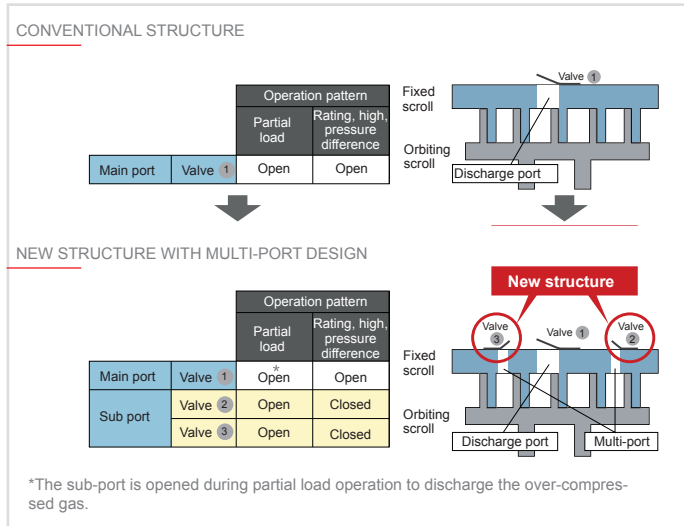 CONVENTIONAL STRUCTURE
Operation pattern
Partial
load
Rating, high,
pressure
difference
Main port
Valve 1
Open
Open
Valve 1
Fixed
scroll
Orbiting
scroll
Discharge port
NEW STRUCTURE WITH MULTI-PORT DESIGN
Operation pattern
Partial
load
Rating, high,
pressure
difference
Main port
Valve 1
Open*
Open
Sub port
Valve 2
Open
Closed
Valve 3
Open
Closed
New structure
Valve
3
Valve 1
Valve
2
Fixed
scroll
Orbiting
scroll
Discharge port
Multi-port
*The sub-port is opened during partial load operation to discharge the over-compres-
sed gas.